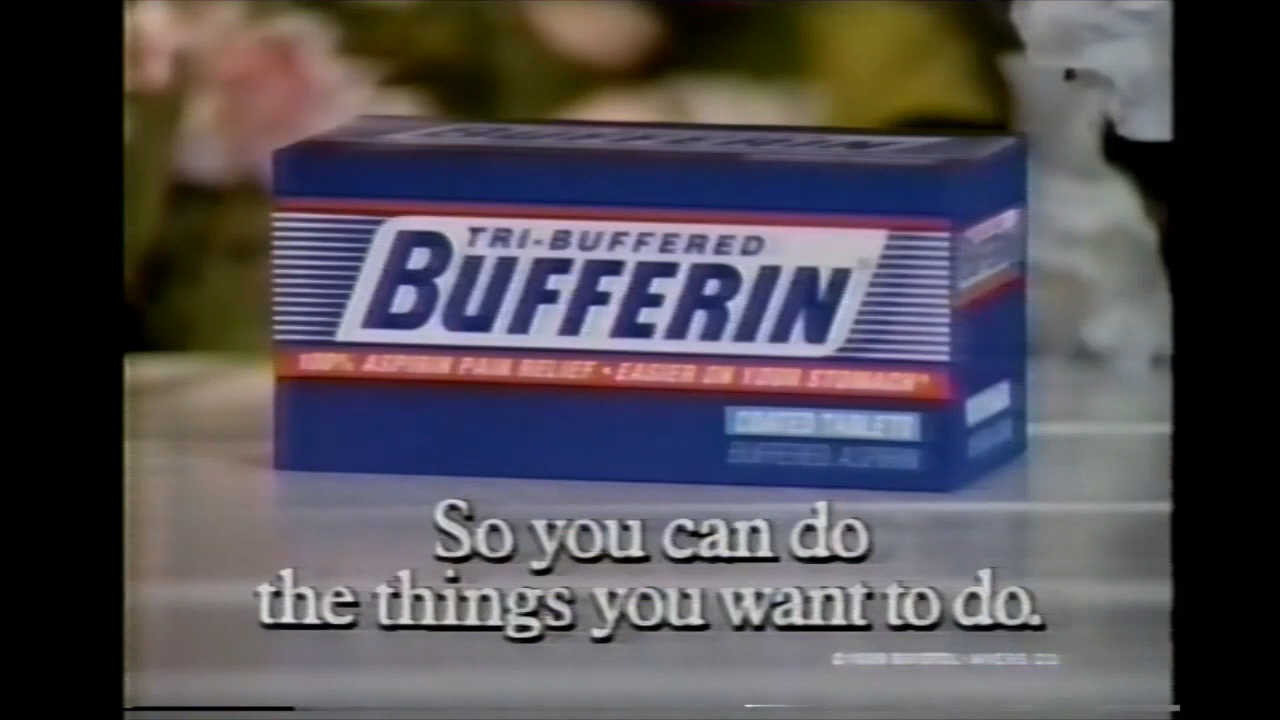 BUFFERIN
TRI-BUFFERED
BUFFERIN
100% ASPIRIN PAIN RELIEF • EASIER ON YOUR STOMACH*
COATED TABLETS
BUFFERED ASPIRIN
So you can do
the things you want to do.